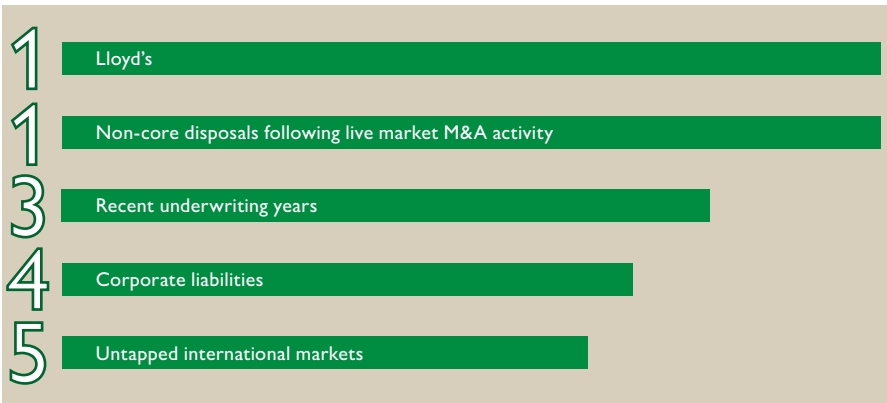 1 Lloyd's
1 Non-core disposals following live market M&A activity
3 Recent underwriting years
4 Corporate liabilities
5 Untapped international markets